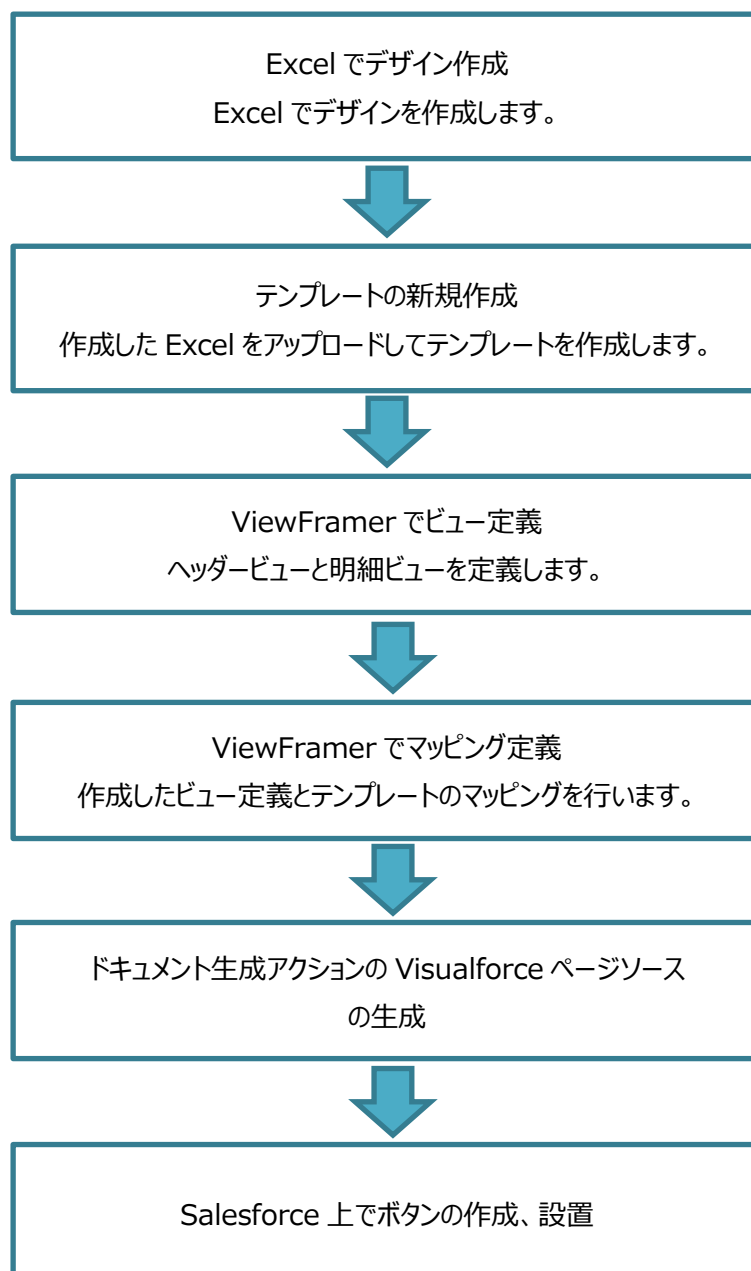 Excel でデザイン作成
Excel でデザインを作成します。
テンプレートの新規作成
作成した Excel をアップロードしてテンプレートを作成します。
ViewFramer でビュー定義
ヘッダービューと明細ビューを定義します。
ViewFramer でマッピング定義
作成したビュー定義とテンプレートのマッピングを行います。
ドキュメント生成アクションの Visualforce ページソース
の生成
Salesforce 上でボタンの作成、設置